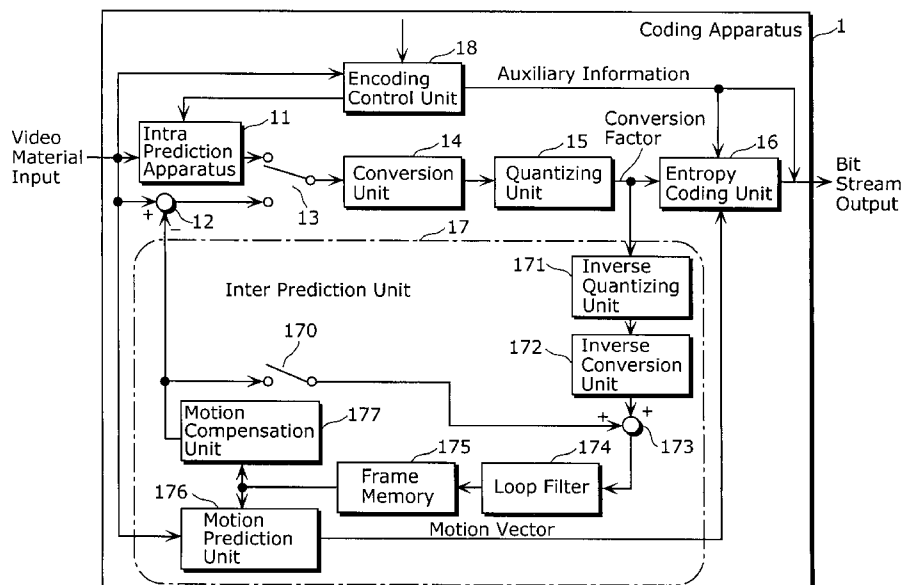 Coding Apparatus
1
18
Encoding
Control Unit
Auxiliary Information
11
Video
Material
Input
Intra
Prediction
Apparatus
14
Conversion
Unit
15
Quantizing
Unit
Conversion
Factor
16
Entropy
Coding Unit
Bit
Stream
Output
13
+
12
−
17
Inter Prediction Unit
171
Inverse
Quantizing
Unit
170
172
Inverse
Conversion
Unit
Motion
Compensation
Unit
177
+
+
173
175
Frame
Memory
174
Loop Filter
176
Motion
Prediction
Unit
Motion Vector